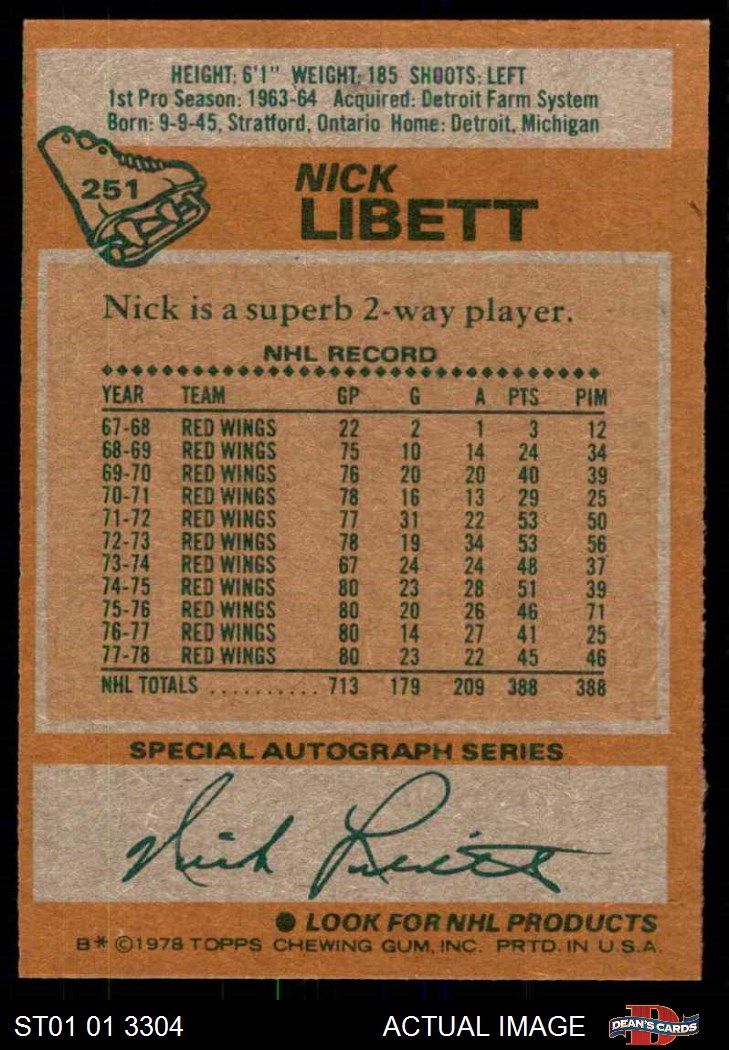 HEIGHT: 6'1" WEIGHT: 185 SHOOTS: LEFT
1st Pro Season: 1963-64 Acquired: Detroit Farm System
Born: 9-9-45, Stratford, Ontario Home: Detroit, Michigan
251
NICK
LIBETT
Nick is a superb 2-way player.
NHL RECORD
YEAR TEAM GP G A PTS PIM
67-68 RED WINGS 22 2 1 3 12
68-69 RED WINGS 75 10 14 24 34
69-70 RED WINGS 76 20 20 40 39
70-71 RED WINGS 78 16 13 29 25
71-72 RED WINGS 77 31 22 53 50
72-73 RED WINGS 78 19 34 53 56
73-74 RED WINGS 67 24 24 48 37
74-75 RED WINGS 80 23 28 51 39
75-76 RED WINGS 80 20 26 46 71
76-77 RED WINGS 80 14 27 41 25
77-78 RED WINGS 80 23 22 45 46
NHL TOTALS .......... 713 179 209 388 388
SPECIAL AUTOGRAPH SERIES
Nick Libett
● LOOK FOR NHL PRODUCTS
B* ©1978 TOPPS CHEWING GUM, INC. PRTD. IN U.S.A.
ST01 01 3304 ACTUAL IMAGE D DEAN'S CARDS